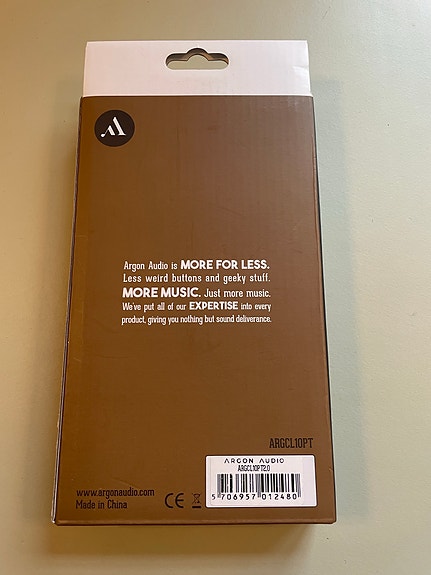 Argon Audio is MORE FOR LESS.
Less weird buttons and geeky stuff.
MORE MUSIC. Just more music.
We've put all of our EXPERTISE into every
product, giving you nothing but sound deliverance.
ARGCL10PT
ARGON AUDIO
ARGCL10PT2.0
5 706957 012480
www.argonaudio.com
Made in China
CE